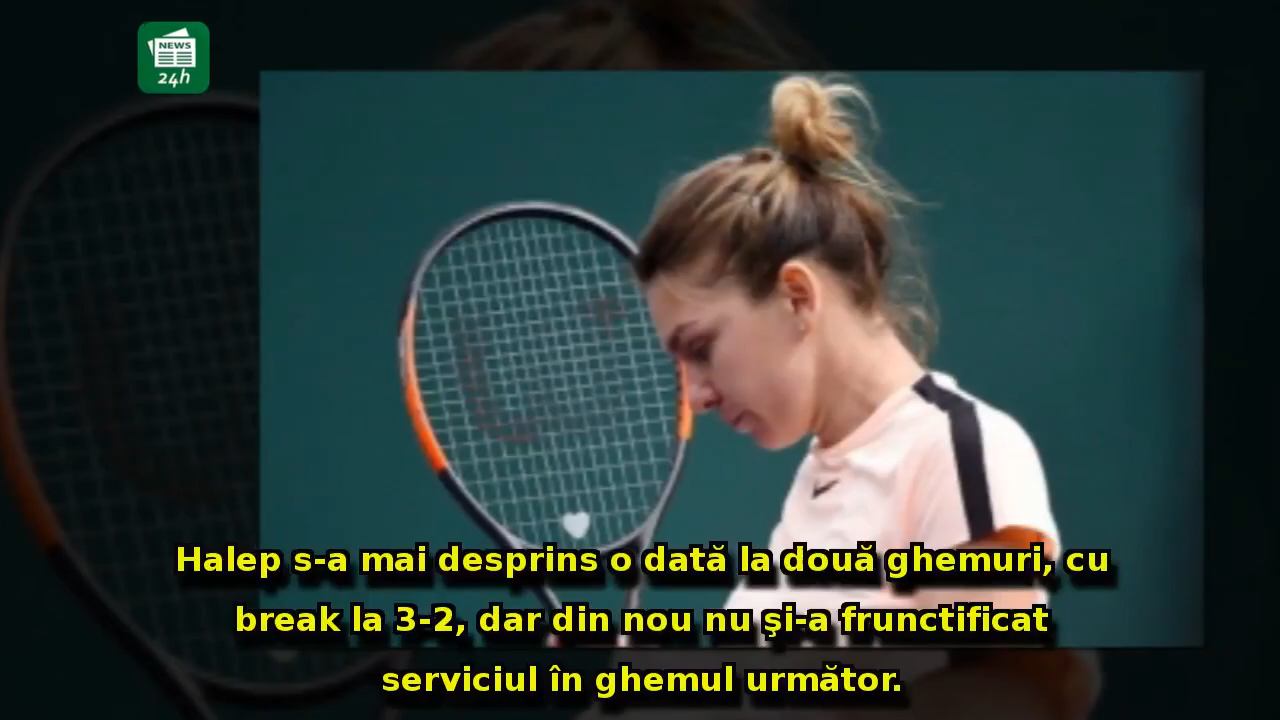 NEWS
24h
Halep s-a mai desprins o dată la două ghemuri, cu
break la 3-2, dar din nou nu şi-a frunctificat
serviciul în ghemul următor.